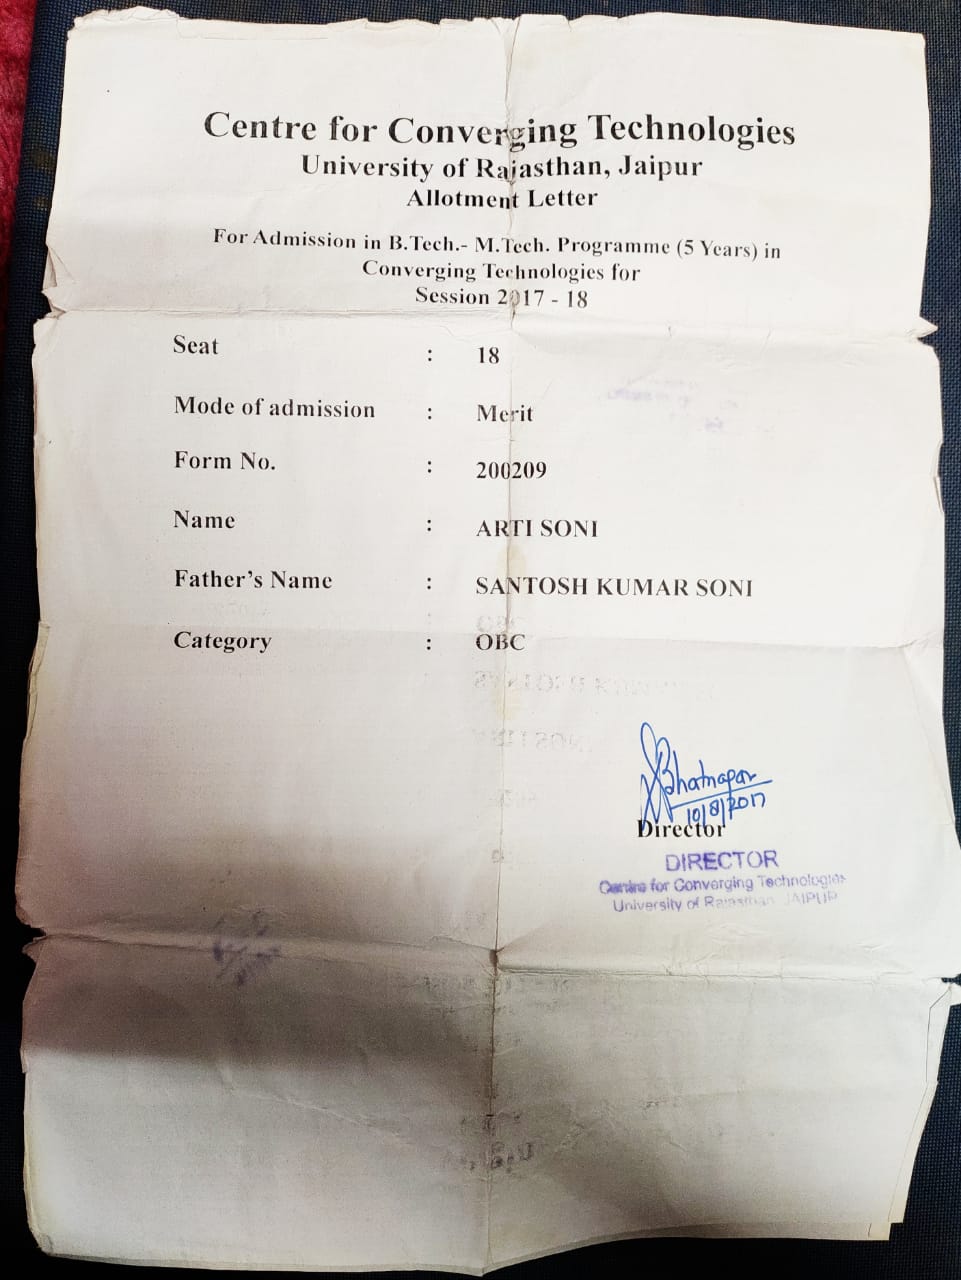 Centre for Converging Technologies
University of Rajasthan, Jaipur
Allotment Letter
For Admission in B.Tech.- M.Tech. Programme (5 Years) in
Converging Technologies for
Session 2017 - 18
Seat : 18
Mode of admission : Merit
Form No. : 200209
Name : ARTI SONI
Father's Name : SANTOSH KUMAR SONI
Category : OBC
Bhatnagar
10/8/2017
Director
DIRECTOR
Centre for Converging Technologies
University of Rajasthan JAIPUR